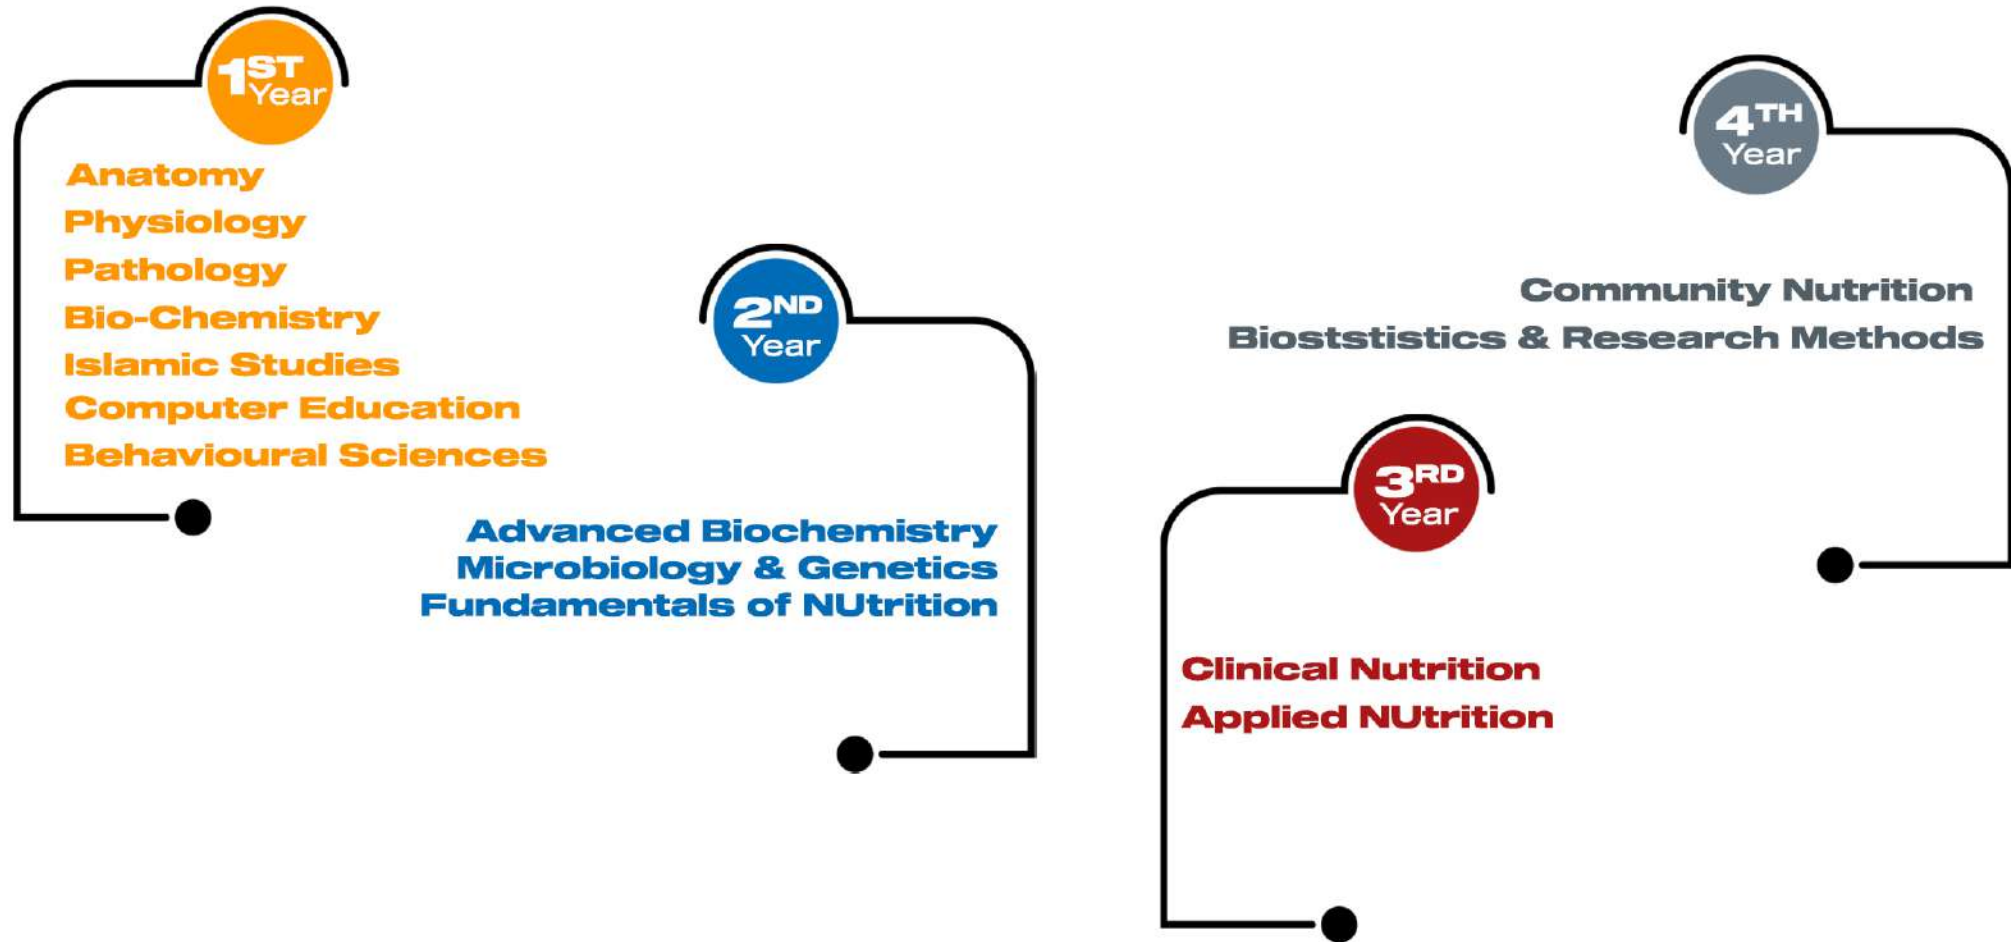 1ST
Year
Anatomy
Physiology
Pathology
Bio-Chemistry
Islamic Studies
Computer Education
Behavioural Sciences
2ND
Year
Advanced Biochemistry
Microbiology & Genetics
Fundamentals of NUtrition
3RD
Year
Clinical Nutrition
Applied NUtrition
4TH
Year
Community Nutrition
Bioststistics & Research Methods